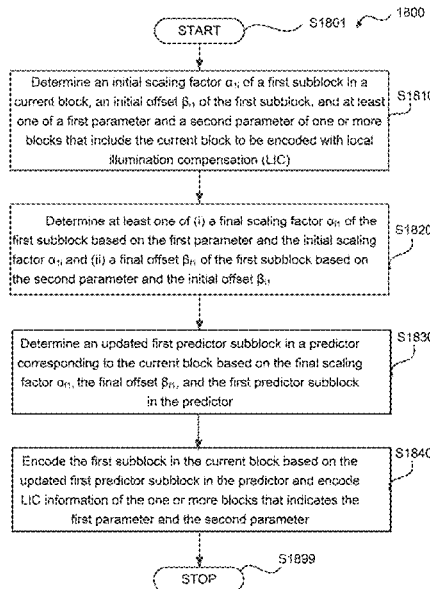 1800
START
S1801
Determine an initial scaling factor α₁ᵢ of a first subblock in a
current block, an initial offset βᵢ₁ of the first subblock, and at least
one of a first parameter and a second parameter of one or more
blocks that include the current block to be encoded with local
illumination compensation (LIC)
S1810
Determine at least one of (i) a final scaling factor αf₁ of the
first subblock based on the first parameter and the initial scaling
factor α₁ᵢ and (ii) a final offset βf₁ of the first subblock based on
the second parameter and the initial offset βᵢ₁
S1820
Determine an updated first predictor subblock in a predictor
corresponding to the current block based on the final scaling
factor αf₁, the final offset βf₁, and the first predictor subblock
in the predictor
S1830
Encode the first subblock in the current block based on the
updated first predictor subblock in the predictor and encode
LIC information of the one or more blocks that indicates the
first parameter and the second parameter
S1840
STOP
S1899